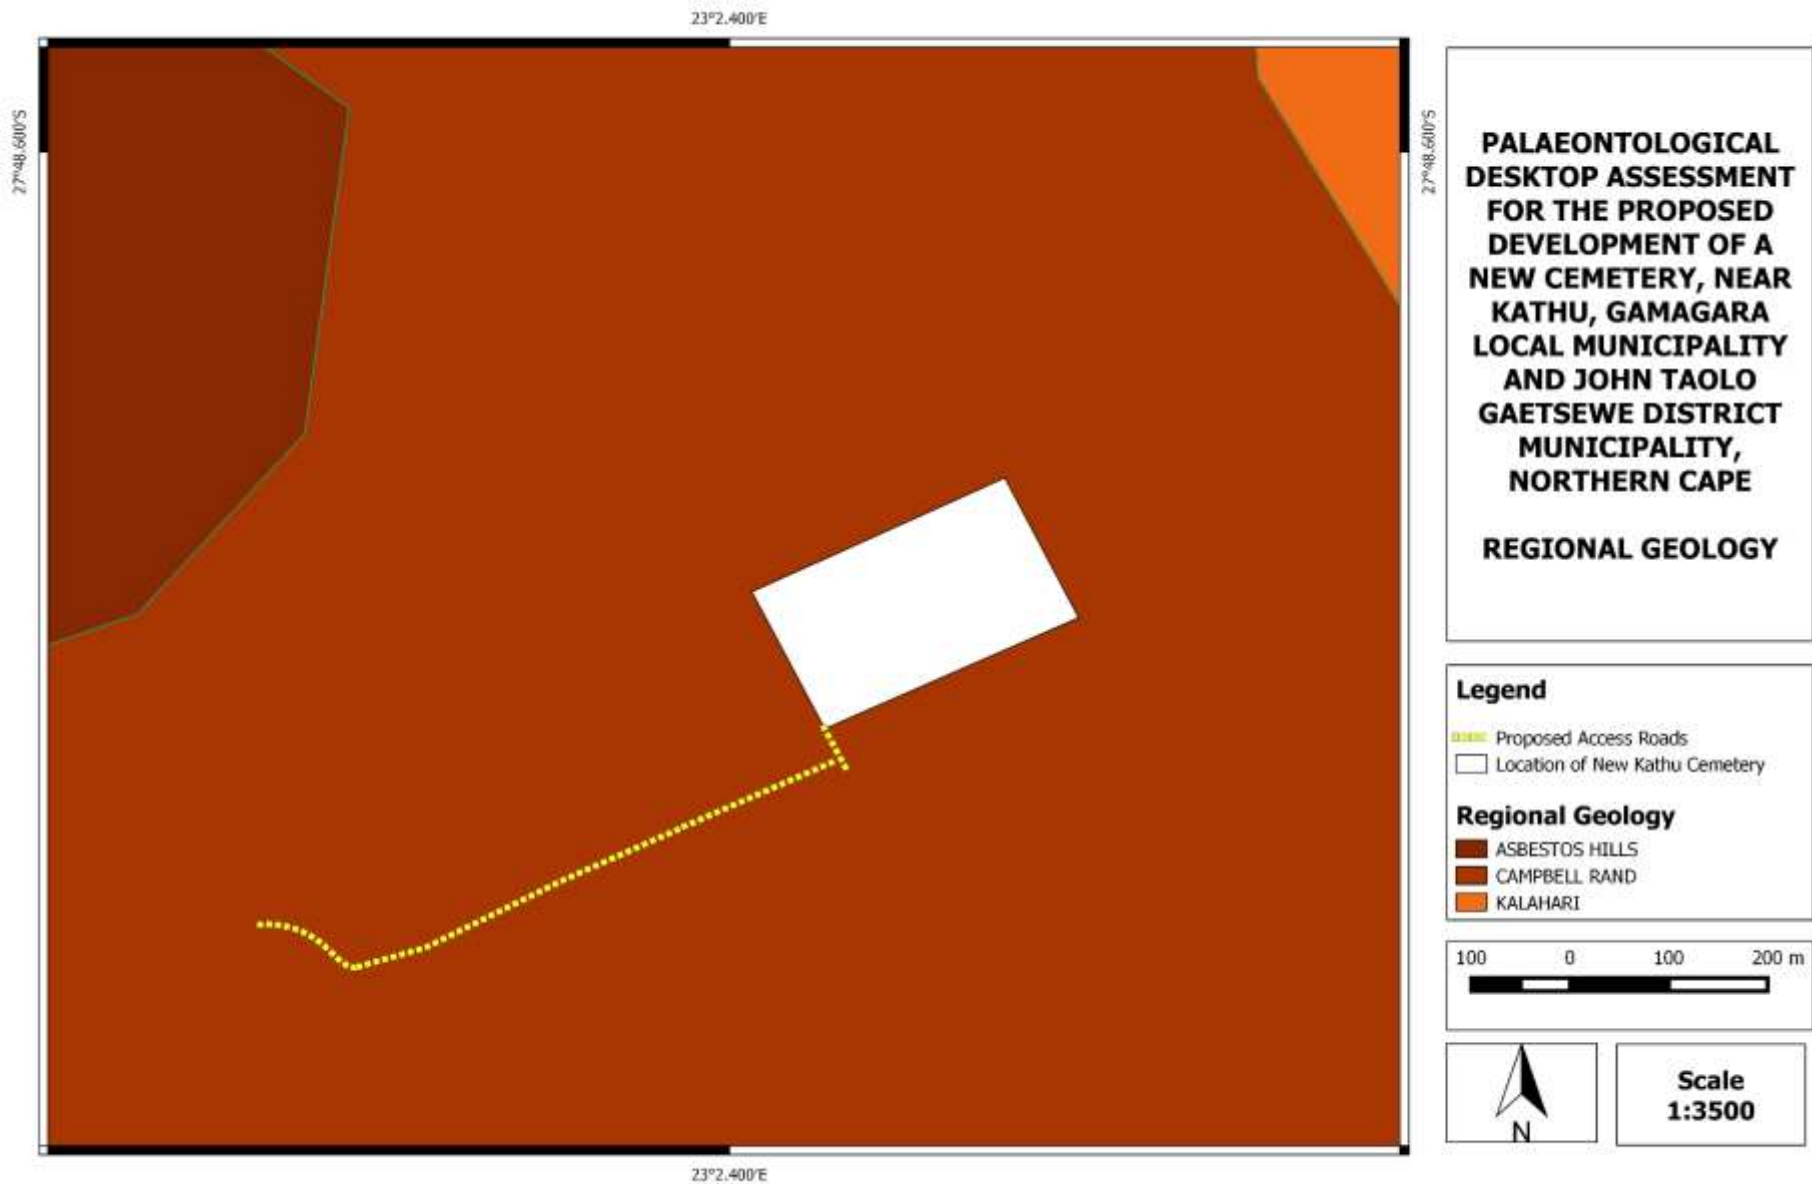 23°2.400'E
27°48.600'S
27°48.600'S
PALAEONTOLOGICAL
DESKTOP ASSESSMENT
FOR THE PROPOSED
DEVELOPMENT OF A
NEW CEMETERY, NEAR
KATHU, GAMAGARA
LOCAL MUNICIPALITY
AND JOHN TAOLO
GAETSEWE DISTRICT
MUNICIPALITY,
NORTHERN CAPE
REGIONAL GEOLOGY
Legend
Proposed Access Roads
Location of New Kathu Cemetery
Regional Geology
ASBESTOS HILLS
CAMPBELL RAND
KALAHARI
100 0 100 200 m
N
Scale
1:3500
23°2.400'E